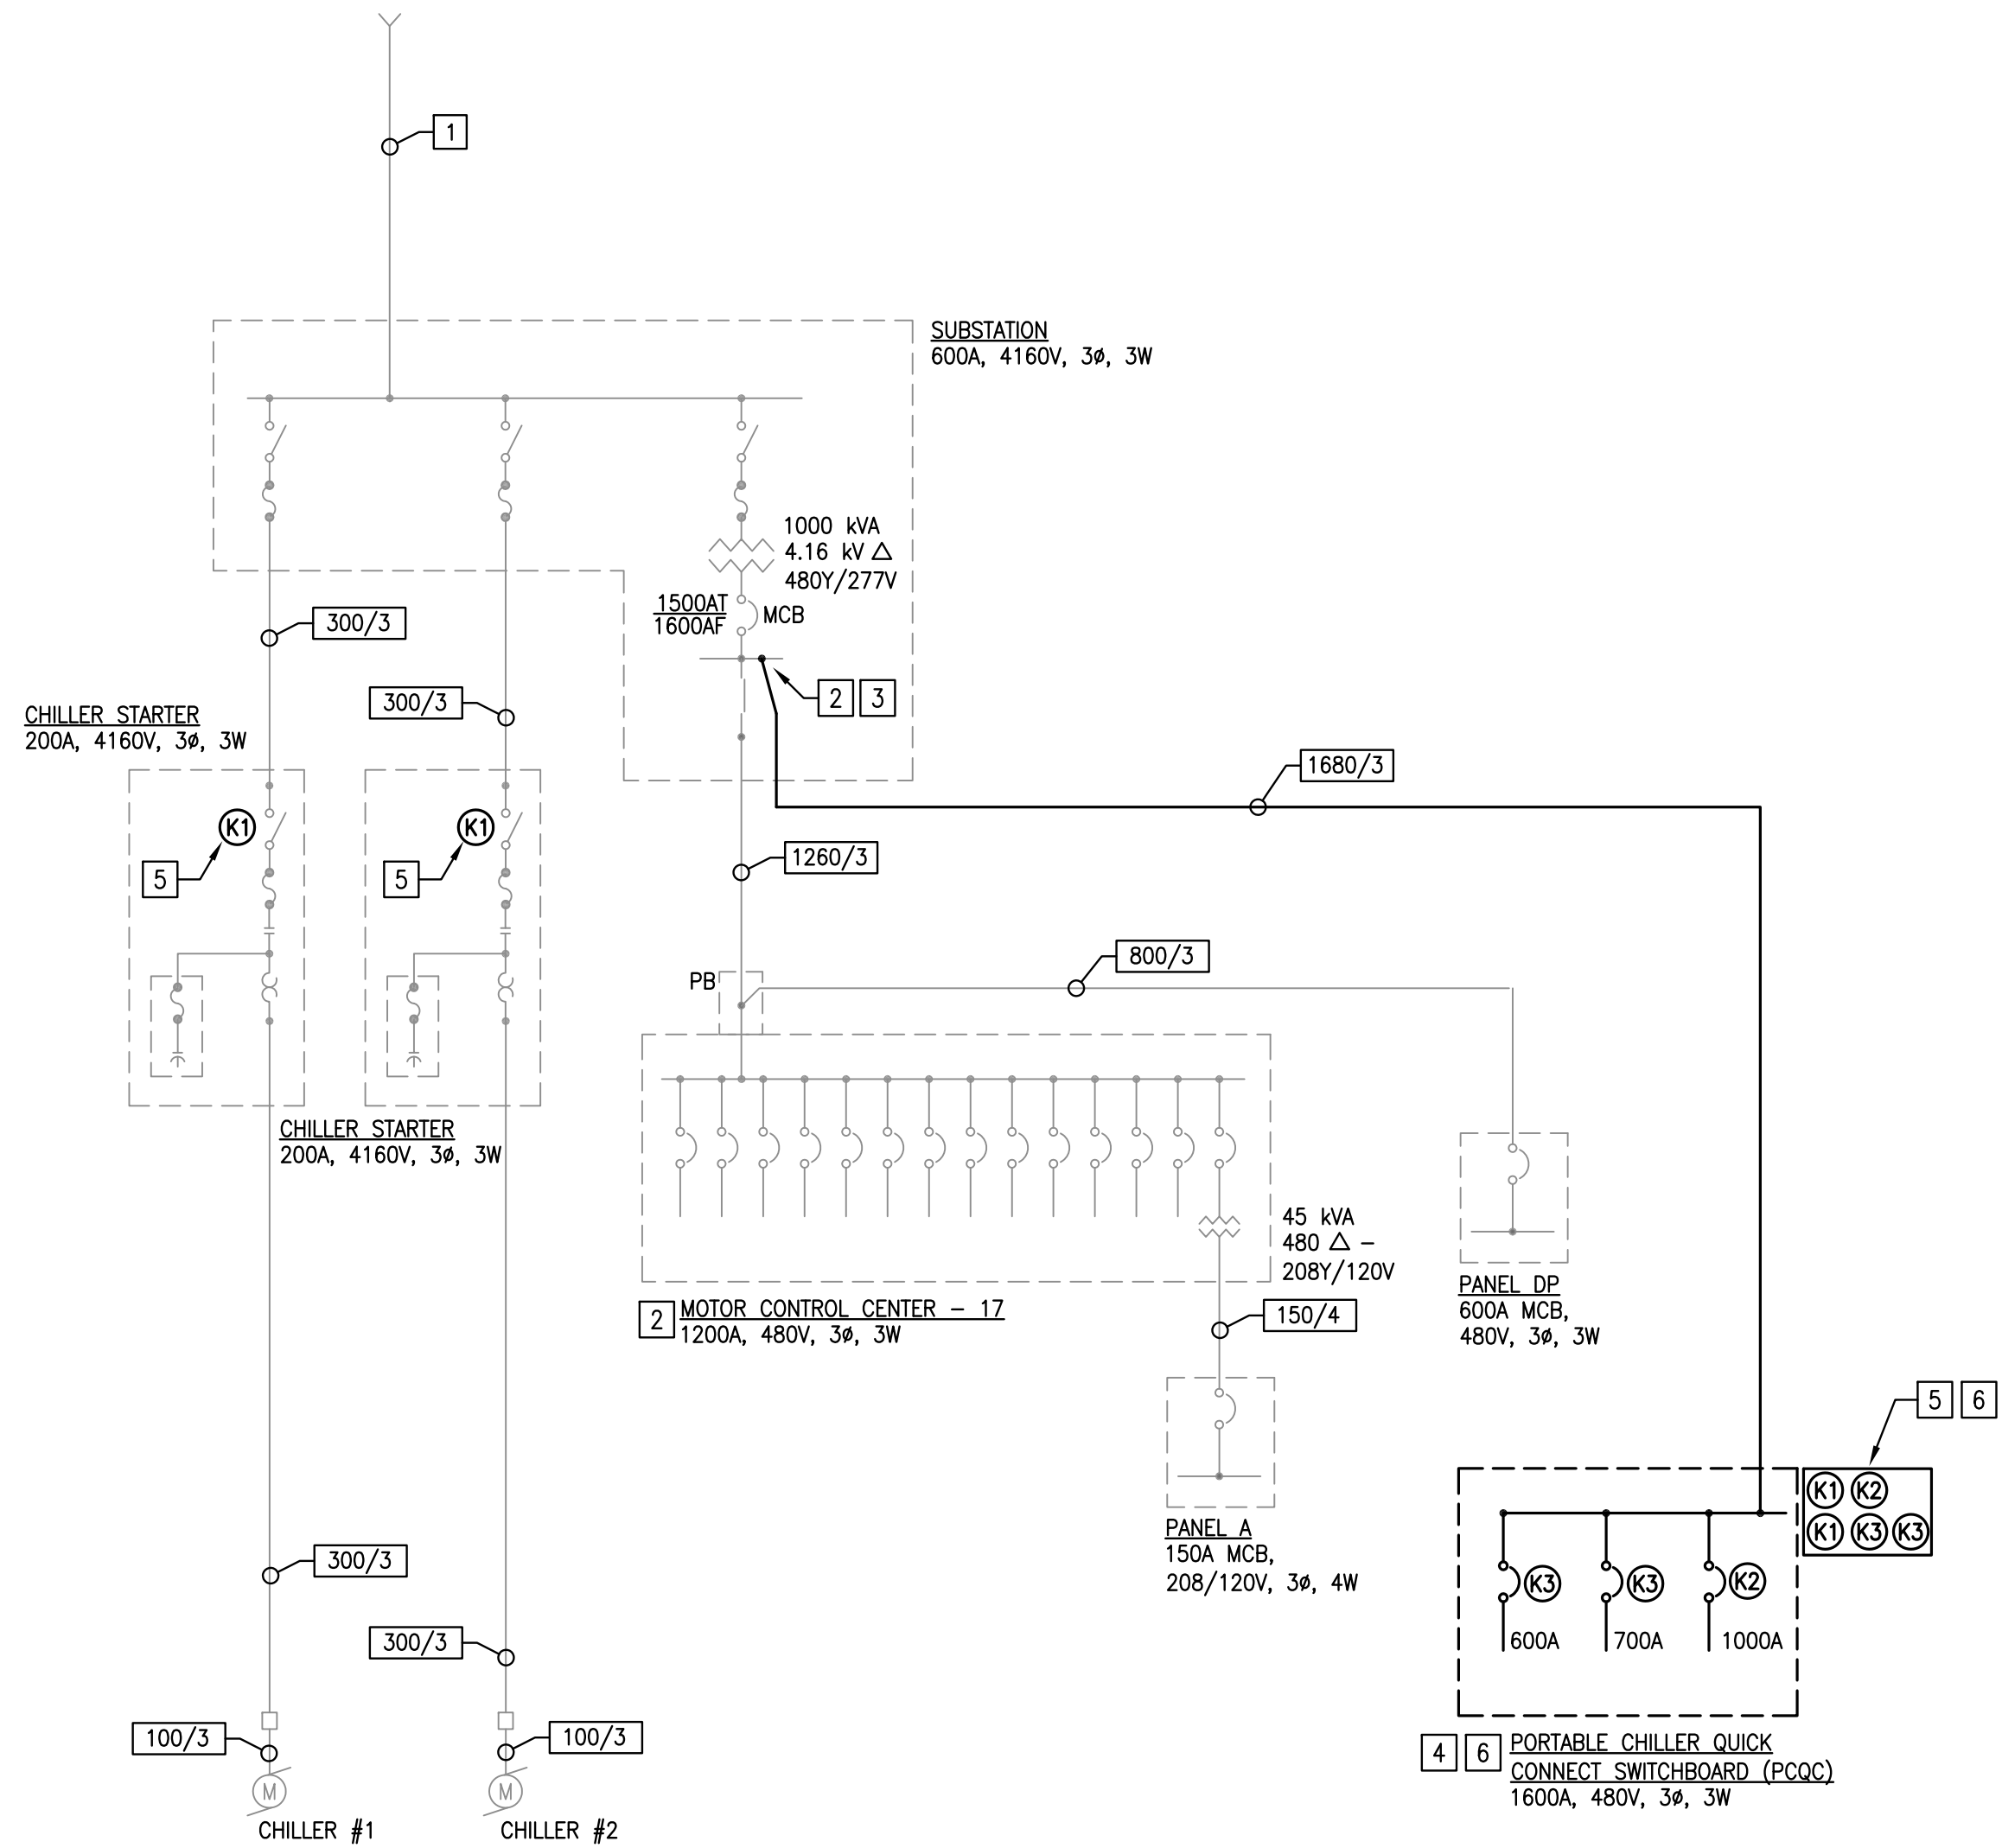 1
SUBSTATION
600A, 4160V, 3ø, 3W
1000 kVA
4.16 kV △
480Y/277V
1500AT
1600AF
MCB
300/3
300/3
2 3
CHILLER STARTER
200A, 4160V, 3ø, 3W
1680/3
K1
K1
5
5
1260/3
PB
800/3
CHILLER STARTER
200A, 4160V, 3ø, 3W
45 kVA
480 △ –
208Y/120V
2 MOTOR CONTROL CENTER – 17
1200A, 480V, 3ø, 3W
150/4
PANEL DP
600A MCB,
480V, 3ø, 3W
5 6
K1 K2
K1 K3 K3
PANEL A
150A MCB,
208/120V, 3ø, 4W
K3 K3 K2
600A 700A 1000A
300/3
300/3
100/3
100/3
M
M
CHILLER #1
CHILLER #2
4 6 PORTABLE CHILLER QUICK
CONNECT SWITCHBOARD (PCQC)
1600A, 480V, 3ø, 3W